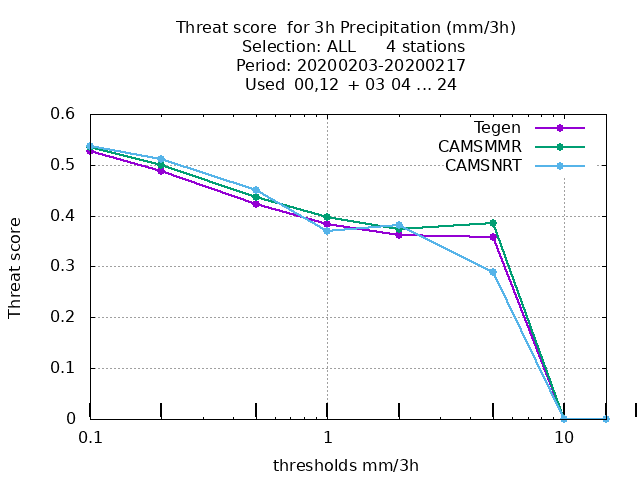 Threat score  for 3h Precipitation (mm/3h)
Selection: ALL      4 stations
Period: 20200203-20200217
Used  00,12  + 03 04 ... 24
Tegen
CAMSMMR
CAMSNRT
0.6
0.5
0.4
0.3
0.2
0.1
0
Threat score
0.1 1 10
thresholds mm/3h